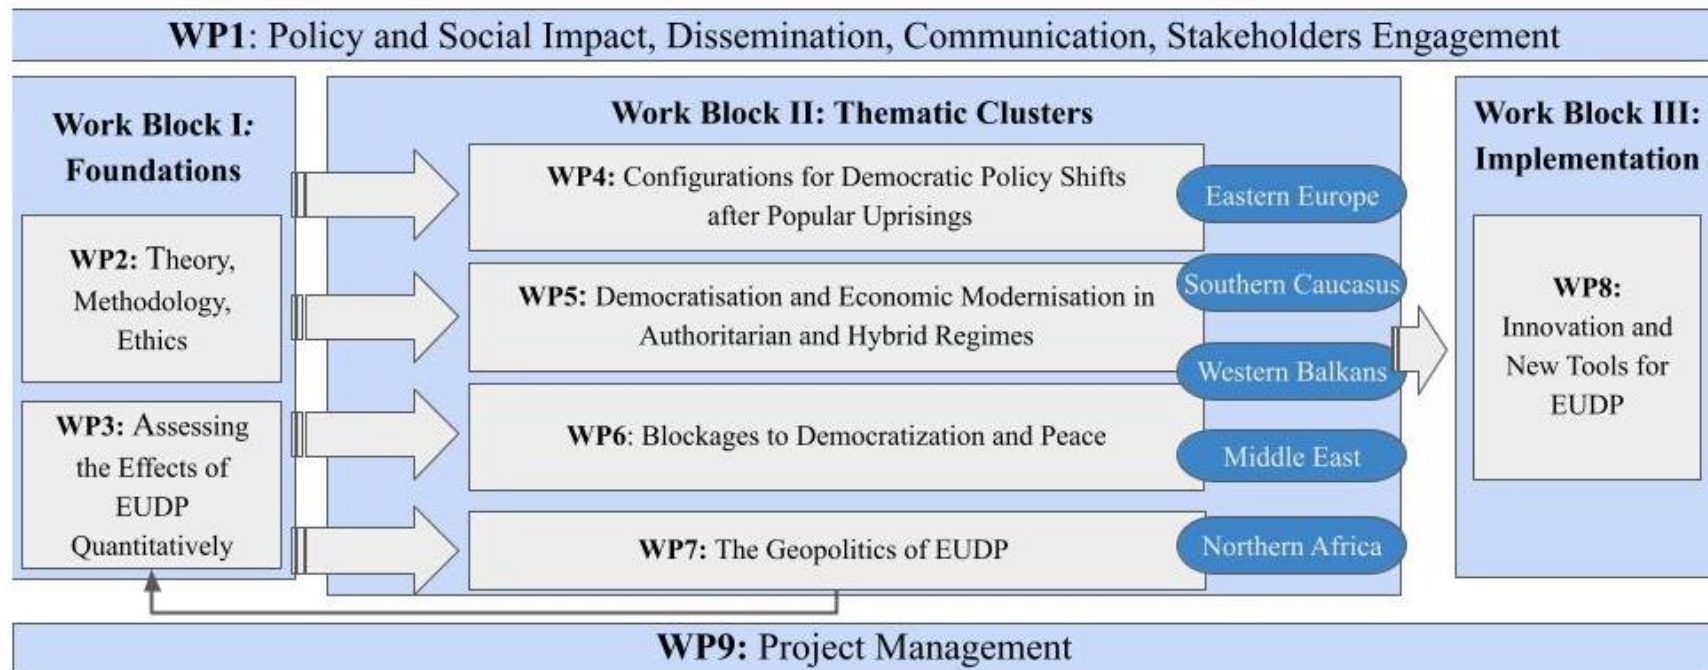 WP1: Policy and Social Impact, Dissemination, Communication, Stakeholders Engagement
Work Block I:
Foundations
WP2: Theory,
Methodology,
Ethics
WP3: Assessing
the Effects of
EUDP
Quantitatively
Work Block II: Thematic Clusters
WP4: Configurations for Democratic Policy Shifts
after Popular Uprisings
WP5: Democratisation and Economic Modernisation in
Authoritarian and Hybrid Regimes
WP6: Blockages to Democratization and Peace
WP7: The Geopolitics of EUDP
Eastern Europe
Southern Caucasus
Western Balkans
Middle East
Northern Africa
Work Block III:
Implementation
WP8:
Innovation and
New Tools for
EUDP
WP9: Project Management